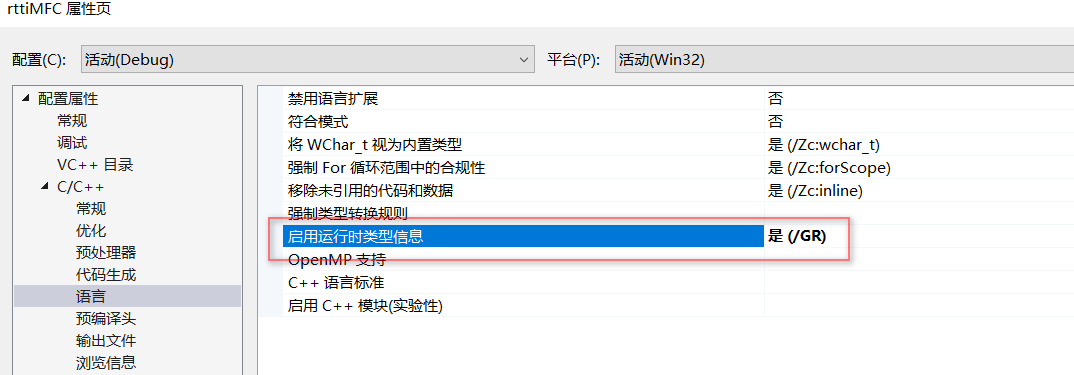 rttiMFC 属性页
配置(C): 活动(Debug) 平台(P): 活动(Win32)
配置属性
常规
调试
VC++ 目录
C/C++
常规
优化
预处理器
代码生成
语言
预编译头
输出文件
浏览信息
禁用语言扩展 否
符合模式 否
将 WChar_t 视为内置类型 是 (/Zc:wchar_t)
强制 For 循环范围中的合规性 是 (/Zc:forScope)
移除未引用的代码和数据 是 (/Zc:inline)
强制类型转换规则
启用运行时类型信息 是 (/GR)
OpenMP 支持
C++ 语言标准
启用 C++ 模块(实验性)